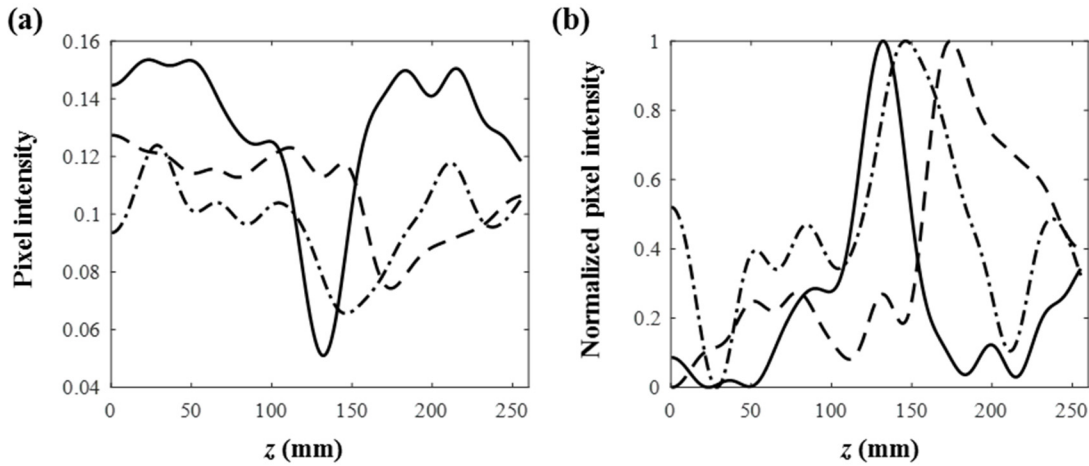 (a)
Pixel intensity
0.16
0.14
0.12
0.1
0.08
0.06
0.04
0 50 100 150 200 250
z (mm)
(b)
Normalized pixel intensity
1
0.8
0.6
0.4
0.2
0
0 50 100 150 200 250
z (mm)